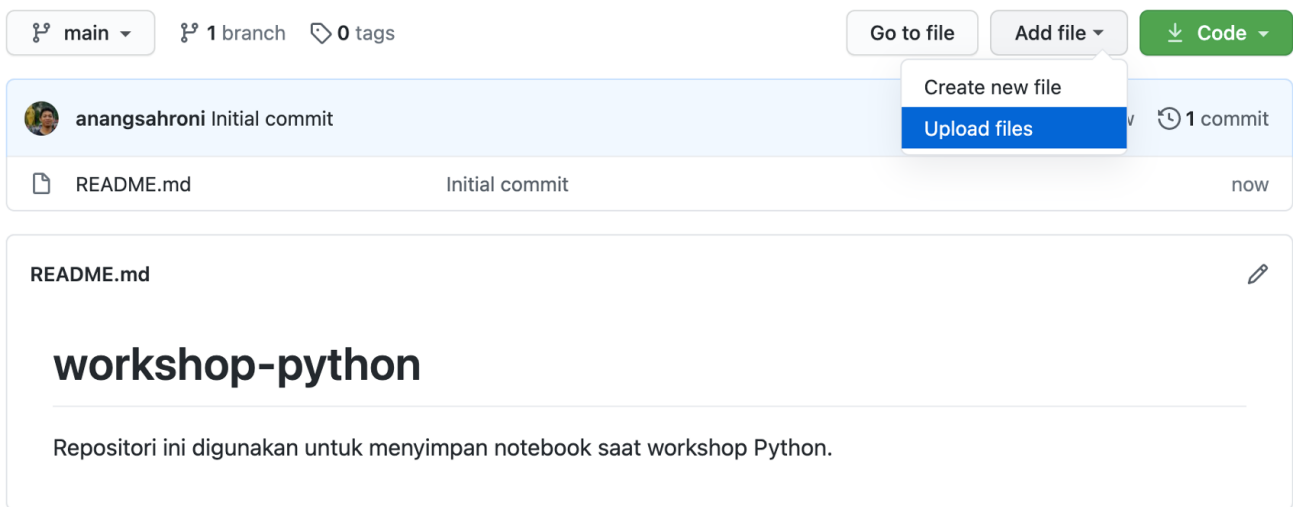 main 1 branch 0 tags Go to file Add file Code
Create new file
anangsahroni Initial commit 1 commit
Upload files
README.md Initial commit now
README.md
workshop-python
Repositori ini digunakan untuk menyimpan notebook saat workshop Python.